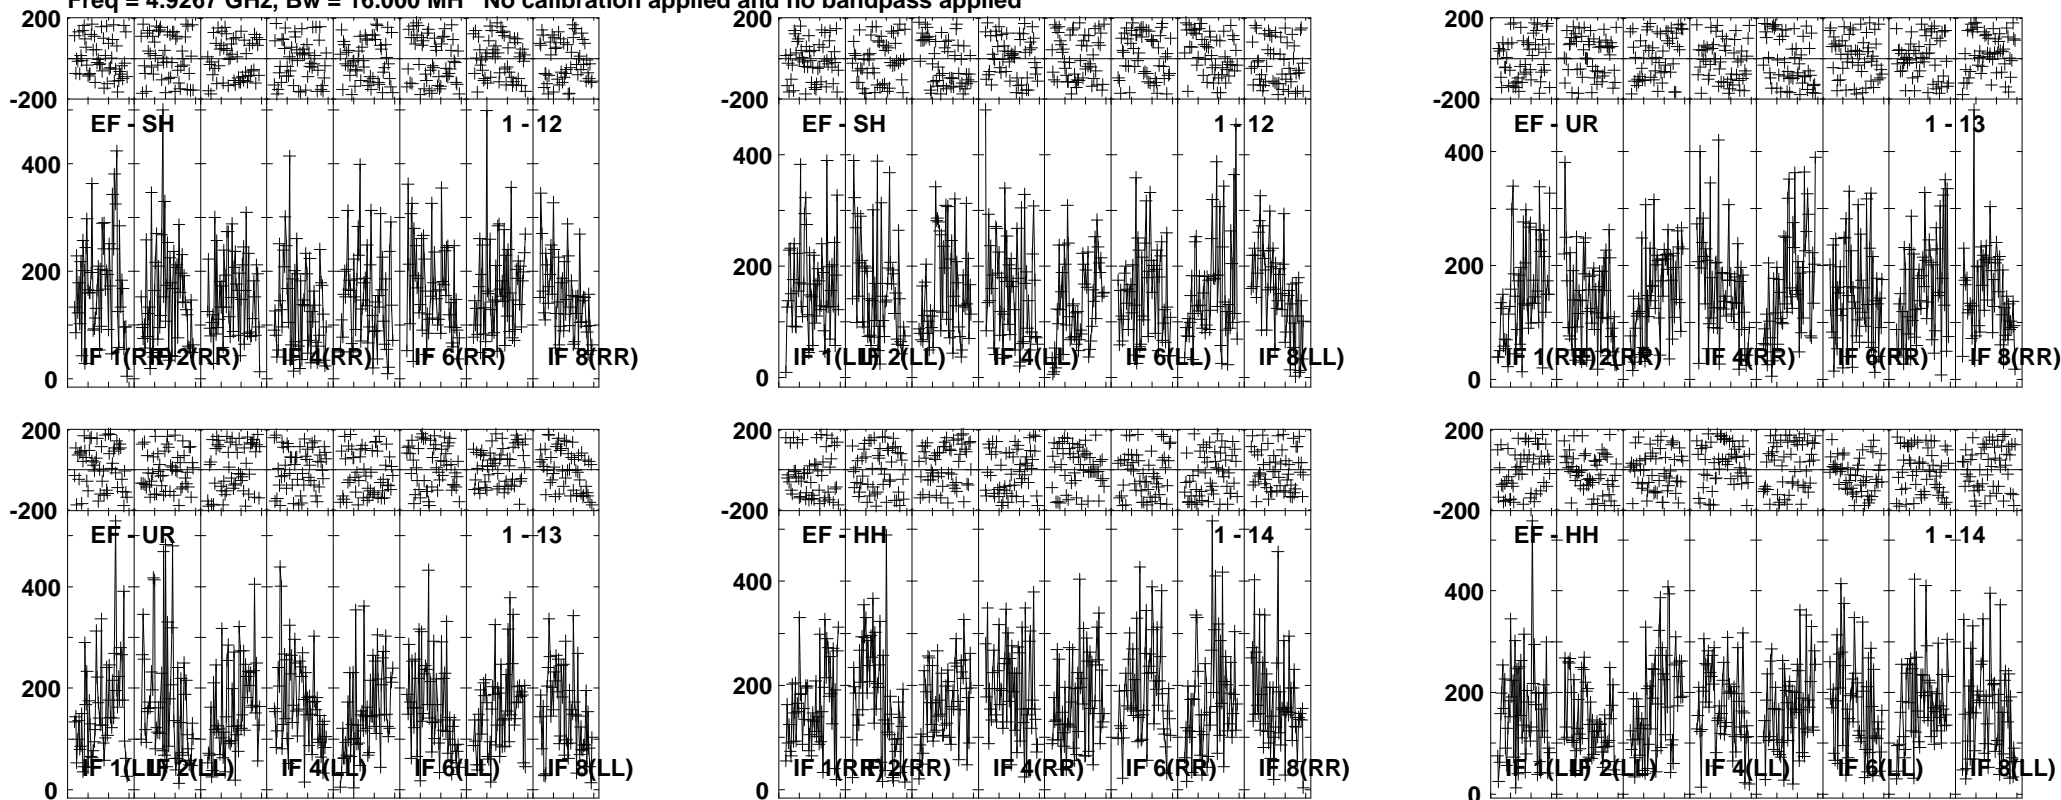 Freq = 4.9267 GHz, Bw = 16.000 MH No calibration applied and no bandpass applied
200
-200
EF - SH 1 - 12
400
200
0
IF 1(RR) IF 2(RR) IF 4(RR) IF 6(RR) IF 8(RR)
200
-200
EF - SH 1 - 12
400
200
0
IF 1(LL) IF 2(LL) IF 4(LL) IF 6(LL) IF 8(LL)
200
-200
EF - UR 1 - 13
400
200
0
IF 1(RR) IF 2(RR) IF 4(RR) IF 6(RR) IF 8(RR)
200
-200
EF - UR 1 - 13
400
200
0
IF 1(LL) IF 2(LL) IF 4(LL) IF 6(LL) IF 8(LL)
200
-200
EF - HH 1 - 14
400
200
0
IF 1(RR) IF 2(RR) IF 4(RR) IF 6(RR) IF 8(RR)
200
-200
EF - HH 1 - 14
400
200
0
IF 1(LL) IF 2(LL) IF 4(LL) IF 6(LL) IF 8(LL)